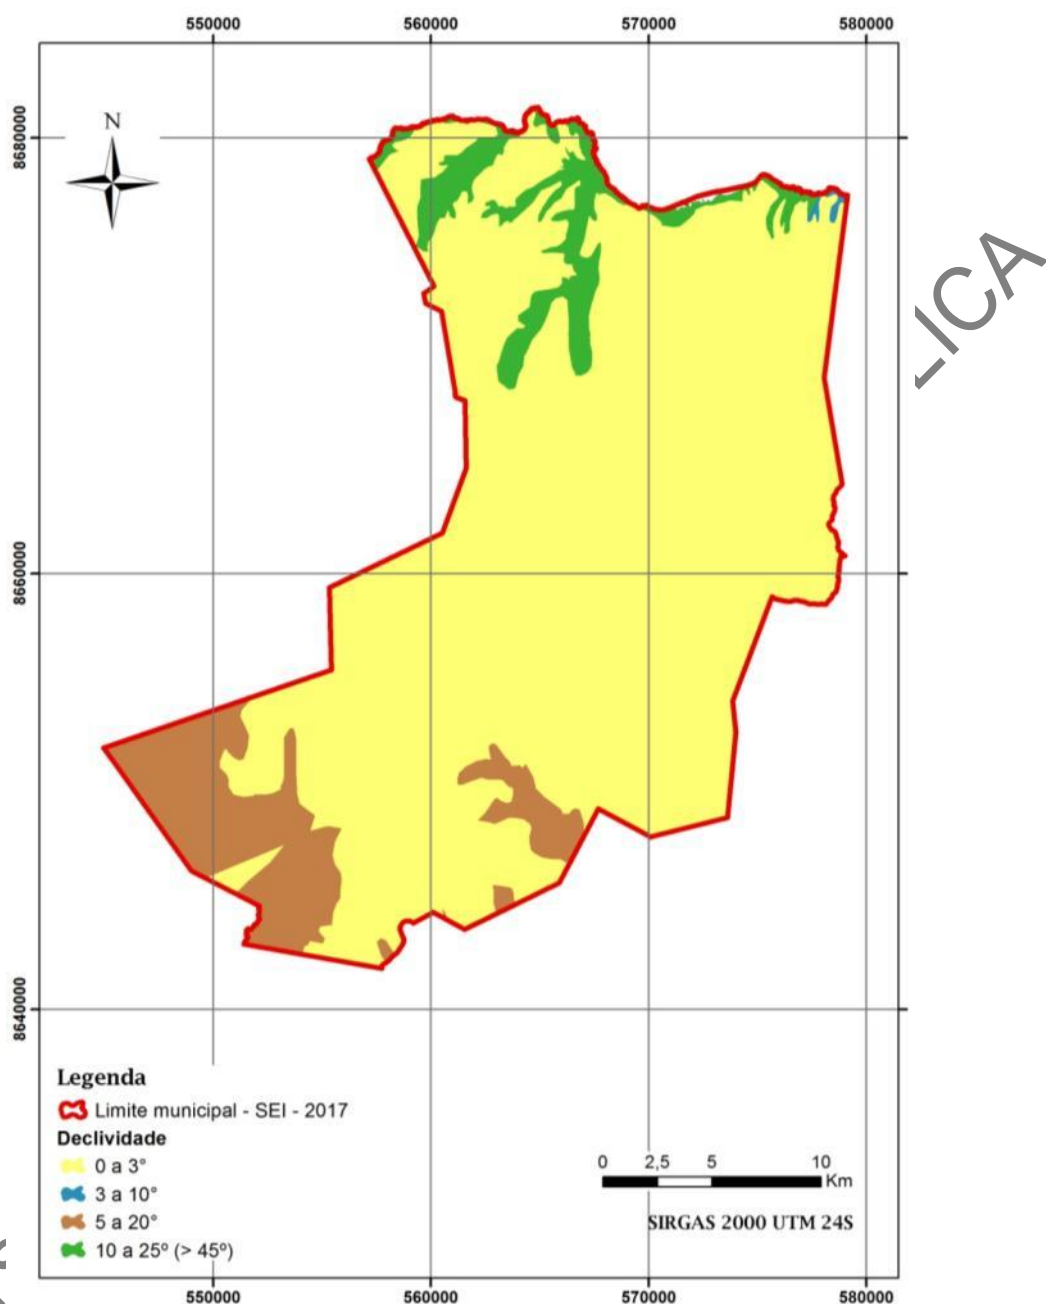 550000 560000 570000 580000
8680000
N
LICA
8660000
8640000
Legenda
Limite municipal - SEI - 2017
Declividade
0 a 3°
3 a 10°
5 a 20°
10 a 25º (> 45º)
0 2,5 5 10
Km
SIRGAS 2000 UTM 24S
550000 560000 570000 580000